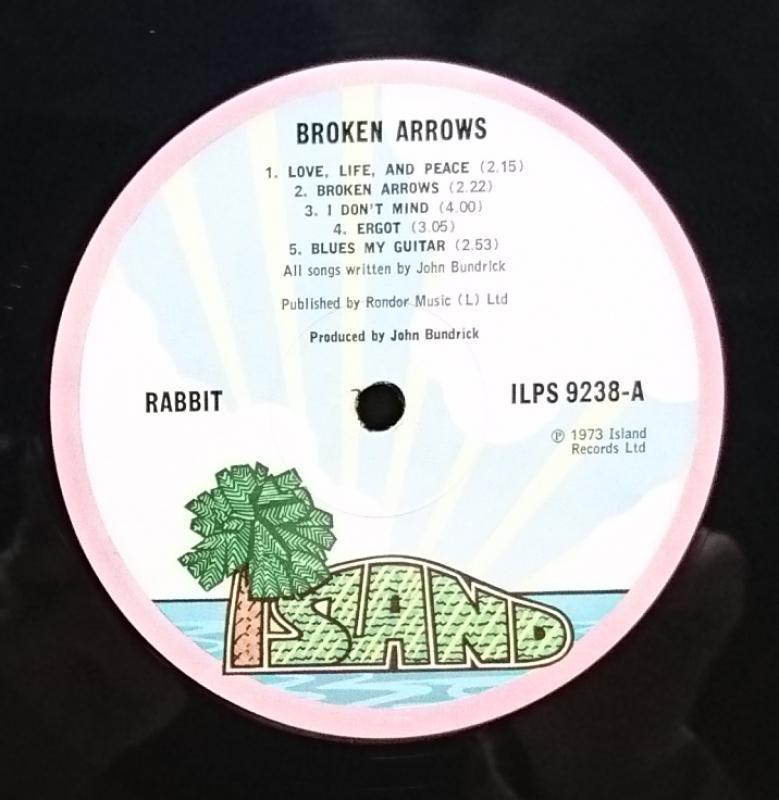 BROKEN ARROWS
1. LOVE, LIFE, AND PEACE (2.15)
2. BROKEN ARROWS (2.22)
3. I DON'T MIND (4.00)
4. ERGOT (3.05)
5. BLUES MY GUITAR (2.53)
All songs written by John Bundrick
Published by Rondor Music (L) Ltd
Produced by John Bundrick
RABBIT
ILPS 9238-A
℗ 1973 Island
Records Ltd
ISLAND